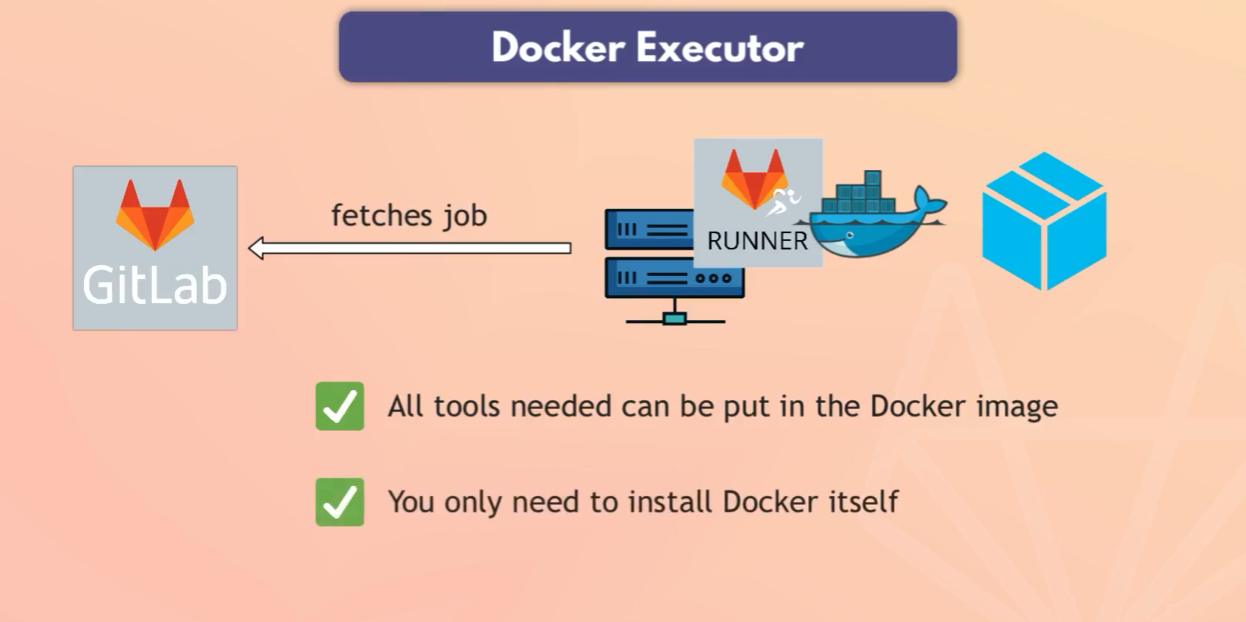 Docker Executor
GitLab
fetches job
RUNNER
All tools needed can be put in the Docker image
You only need to install Docker itself